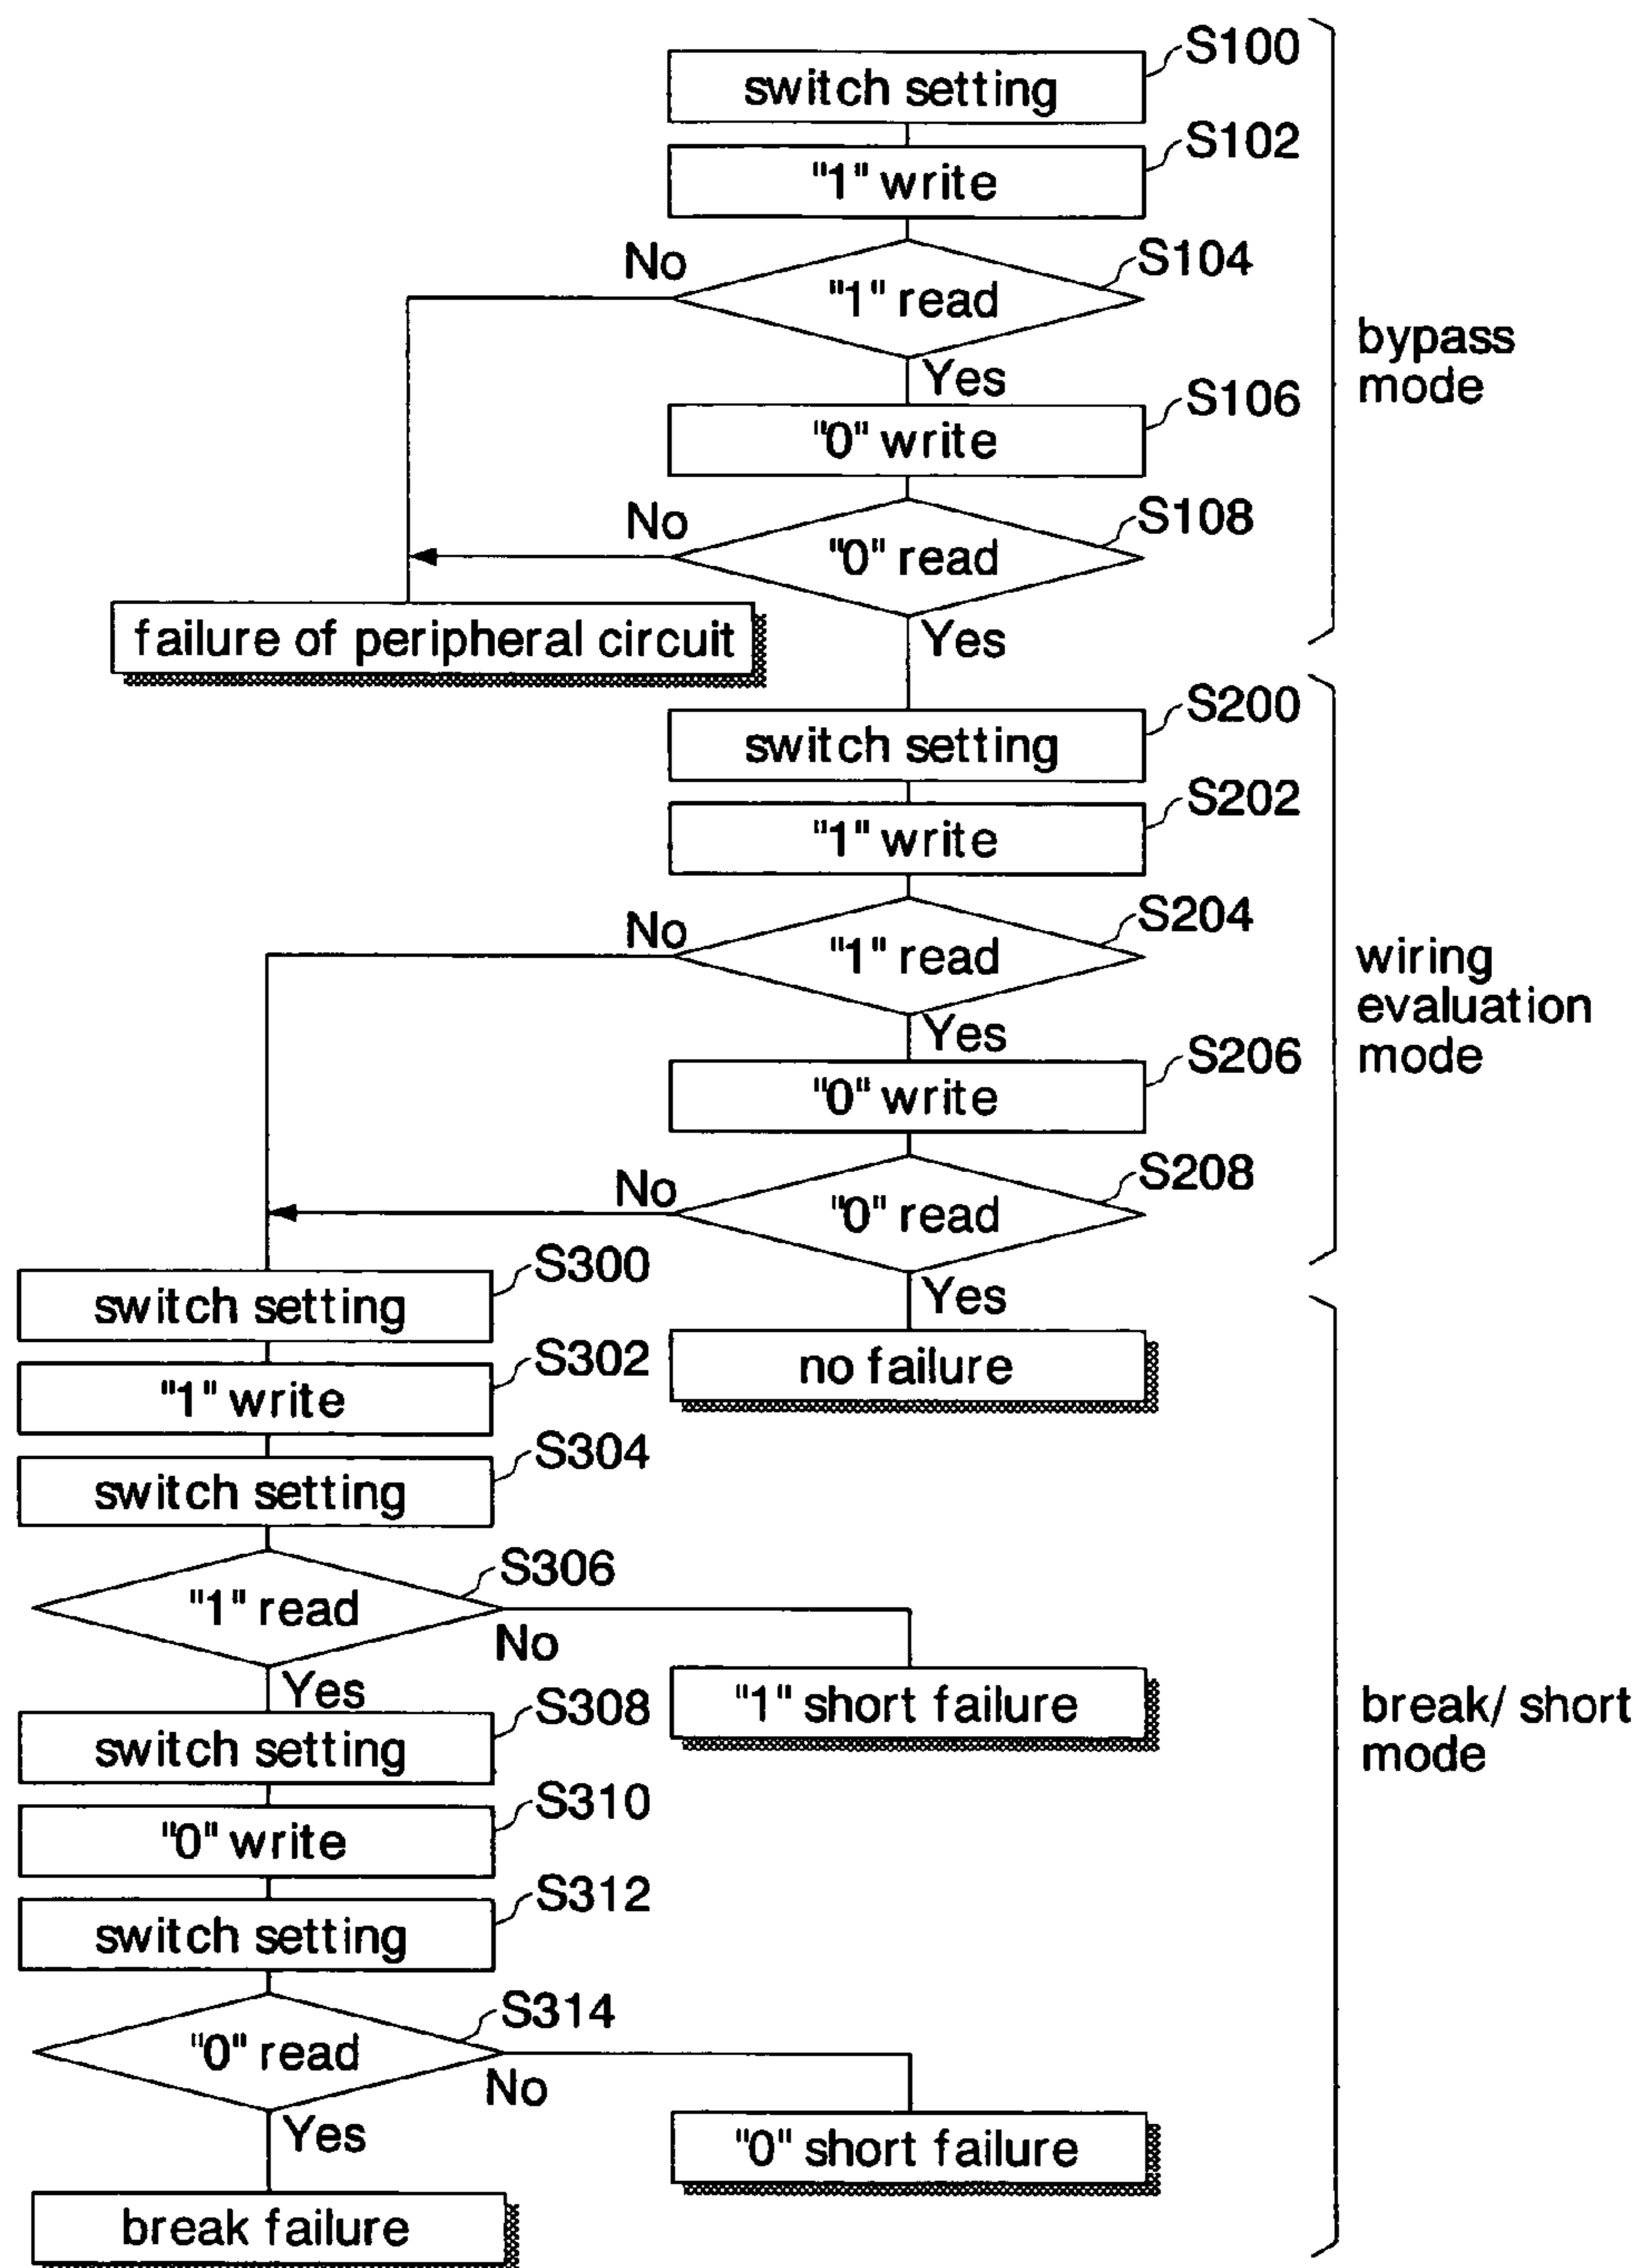 S100
switch setting
S102
"1" write
No
S104
"1" read
bypass
mode
Yes
S106
"0" write
No
S108
"0" read
failure of peripheral circuit
Yes
S200
switch setting
S202
"1" write
No
S204
"1" read
wiring
evaluation
mode
Yes
S206
"0" write
No
S208
"0" read
S300
switch setting
Yes
S302
"1" write
no failure
S304
switch setting
S306
"1" read
No
Yes
"1" short failure
S308
switch setting
break/ short
mode
S310
"0" write
S312
switch setting
S314
"0" read
No
Yes
"0" short failure
break failure